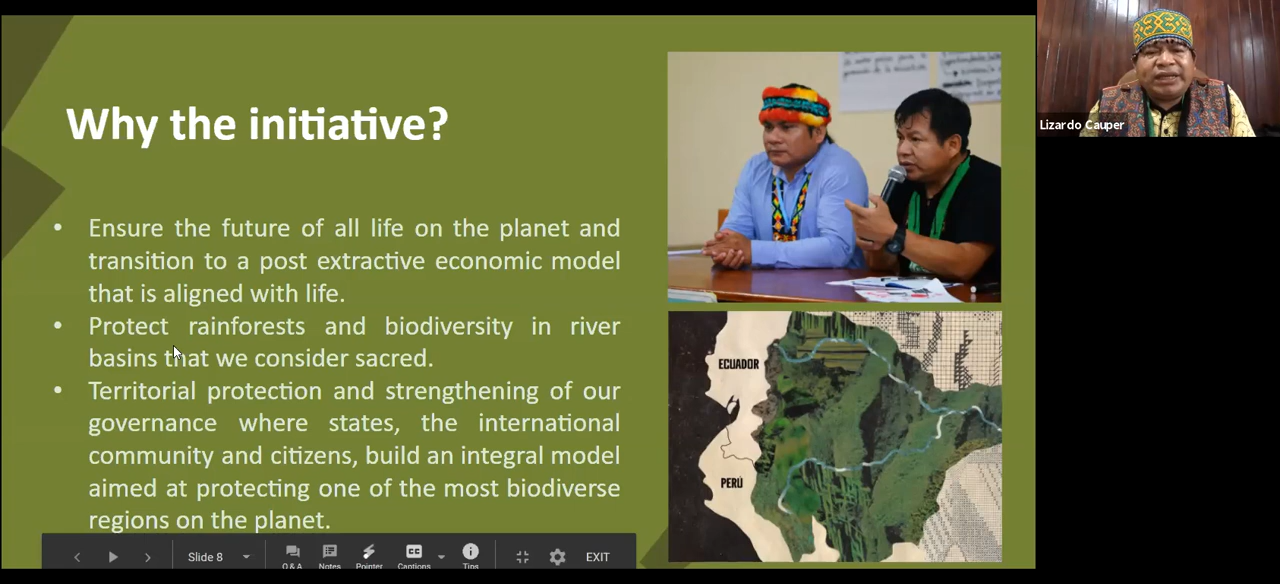 Why the initiative?
• Ensure the future of all life on the planet and
transition to a post extractive economic model
that is aligned with life.
• Protect rainforests and biodiversity in river
basins that we consider sacred.
• Territorial protection and strengthening of our
governance where states, the international
community and citizens, build an integral model
aimed at protecting one of the most biodiverse
regions on the planet.
ECUADOR
PERÚ
Lizardo Cauper
Slide 8
Q & A
Notes
Pointer
CC
Captions
Tips
EXIT